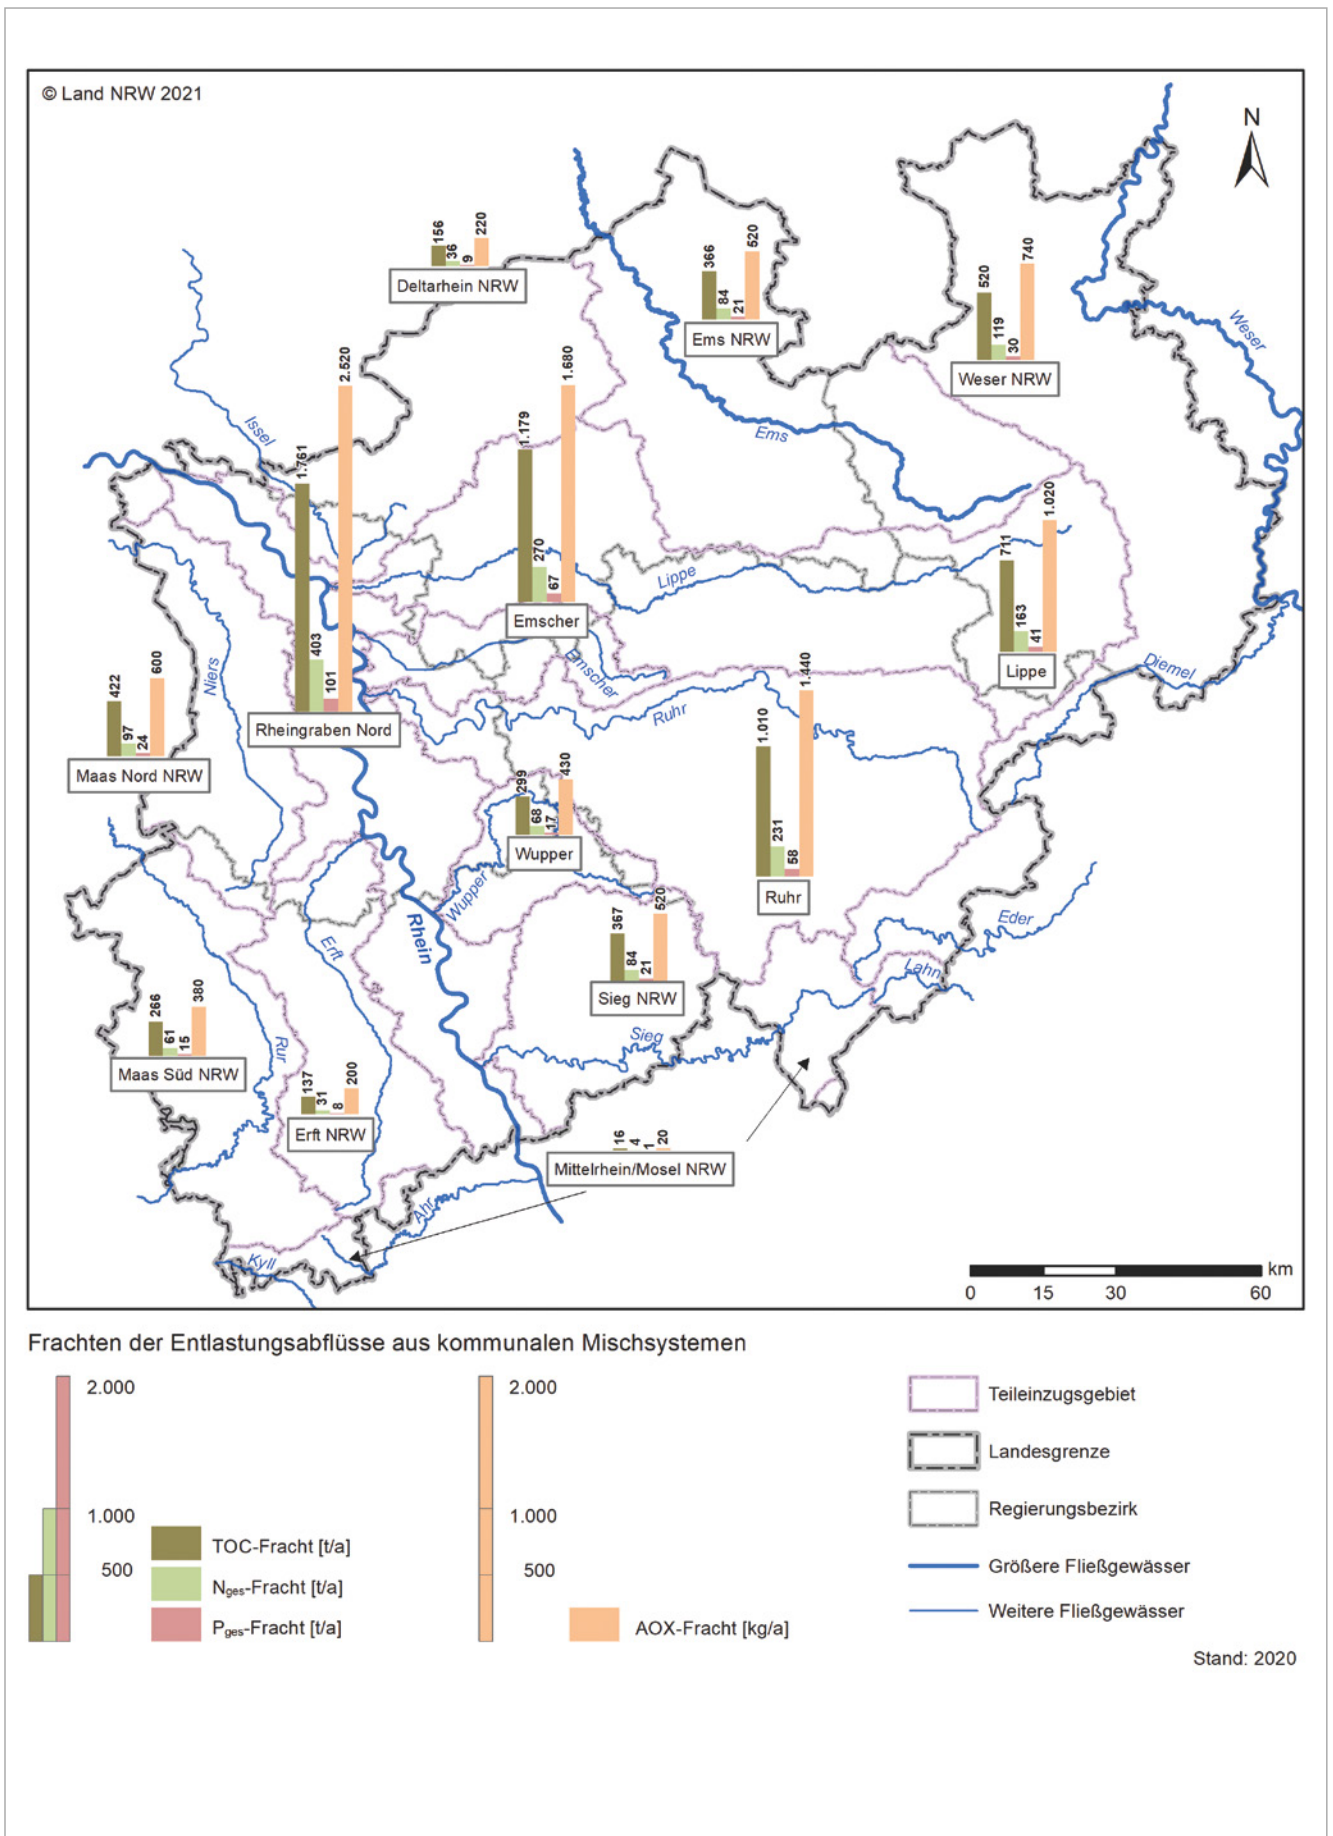 © Land NRW 2021
N
156
36
9
220
Deltarhein NRW
366
84
21
520
Ems NRW
520
119
30
740
Weser NRW
Weser
Issel
Ems
1.761
403
101
2.520
Rheingraben Nord
1.179
270
67
1.680
Emscher
Lippe
711
163
41
1.020
Lippe
Diemel
Niers
Emscher
Ruhr
422
97
24
600
Maas Nord NRW
299
68
17
430
Wupper
Wupper
1.010
231
58
1.440
Ruhr
Rhein
Erft
367
84
21
520
Sieg NRW
Sieg
Eder
Lahn
266
61
15
380
Maas Süd NRW
Rur
137
31
8
200
Erft NRW
16
4
1
20
Mittelrhein/Mosel NRW
Ahr
Kyll
km
0 15 30 60
Frachten der Entlastungsabflüsse aus kommunalen Mischsystemen
2.000
1.000
500
TOC-Fracht [t/a]
Nges-Fracht [t/a]
Pges-Fracht [t/a]
2.000
1.000
500
AOX-Fracht [kg/a]
Teileinzugsgebiet
Landesgrenze
Regierungsbezirk
Größere Fließgewässer
Weitere Fließgewässer
Stand: 2020